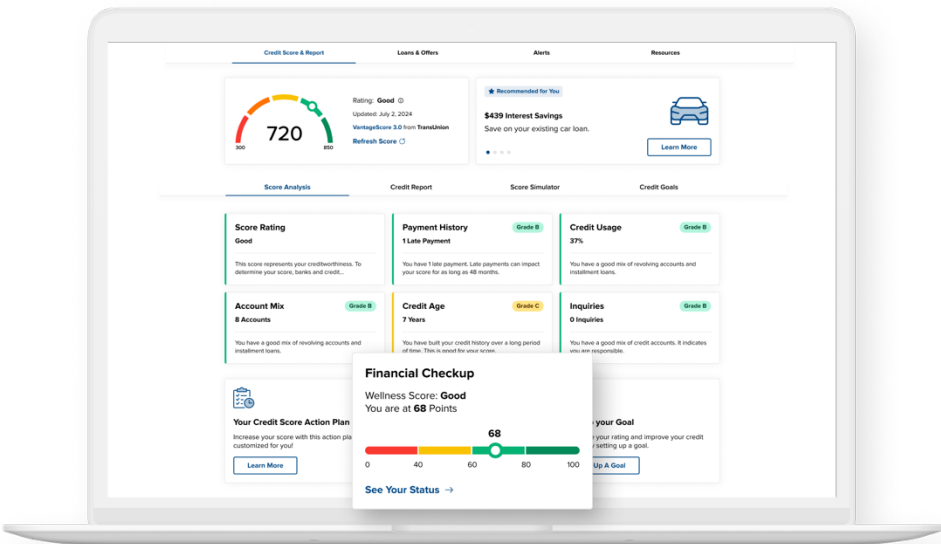 Credit Score & Report
Loans & Offers
Alerts
Resources
720
300
850
Rating: Good
Updated: July 2, 2024
VantageScore 3.0 from TransUnion
Refresh Score
Recommended for You
$439 Interest Savings
Save on your existing car loan.
Learn More
Score Analysis
Credit Report
Score Simulator
Credit Goals
Score Rating
Good
This score represents your creditworthiness. To
determine your score, banks and credit...
Payment History
Grade B
1 Late Payment
You have 1 late payment. Late payments can impact
your score for as long as 48 months.
Credit Usage
Grade B
37%
You have a good mix of revolving accounts and
installment loans.
Account Mix
Grade B
8 Accounts
You have a good mix of revolving accounts and
installment loans.
Credit Age
Grade C
7 Years
You have built your credit history over a long period
of time. This is good for your score.
Inquiries
Grade B
0 Inquiries
You have a good mix of credit accounts. It indicates
you are responsible.
Your Credit Score Action Plan
Increase your score with this action pla
customized for you!
Learn More
Financial Checkup
Wellness Score: Good
You are at 68 Points
68
0 40 60 80 100
See Your Status →
your Goal
your rating and improve your credit
setting up a goal.
Up A Goal